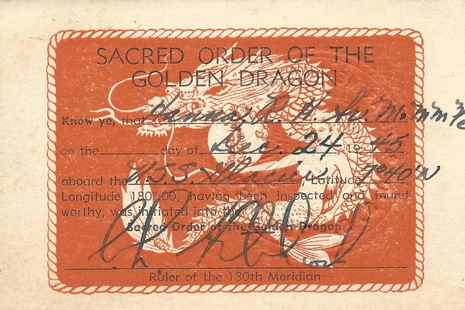 SACRED ORDER OF THE
GOLDEN DRAGON
Know ye, that
on the day of Dec. 24 1945
aboard the U.S.S. Latitude
Longitude 180°.00, having been inspected and found
worthy, was initiated into the
Sacred Order of the Golden Dragon
Ruler of the 180th Meridian